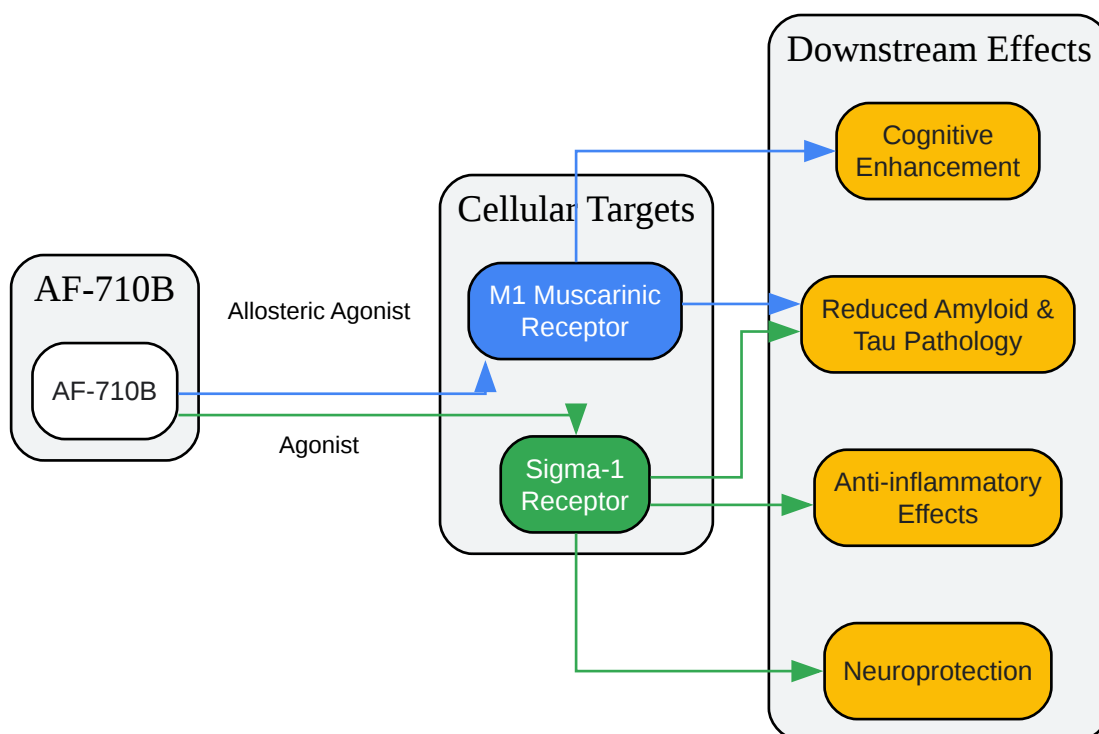 AF-710B
AF-710B
Allosteric Agonist
Agonist
Cellular Targets
M1 Muscarinic
Receptor
Sigma-1
Receptor
Downstream Effects
Cognitive
Enhancement
Reduced Amyloid &
Tau Pathology
Anti-inflammatory
Effects
Neuroprotection